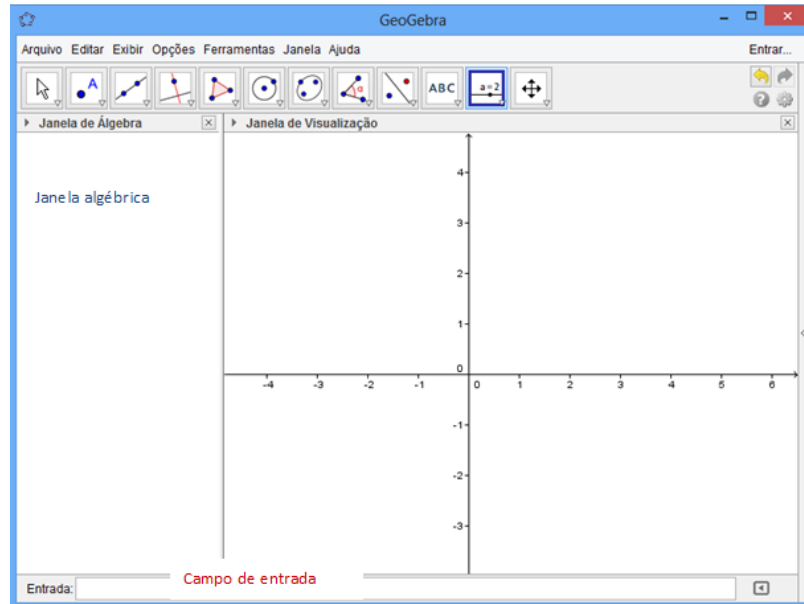 GeoGebra
Arquivo Editar Exibir Opções Ferramentas Janela Ajuda Entrar...
A α ABC a=2
Janela de Álgebra Janela de Visualização
Janela algébrica
4
3
2
1
0
-4 -3 -2 -1 0 1 2 3 4 5 6
-1
-2
-3
Campo de entrada
Entrada: